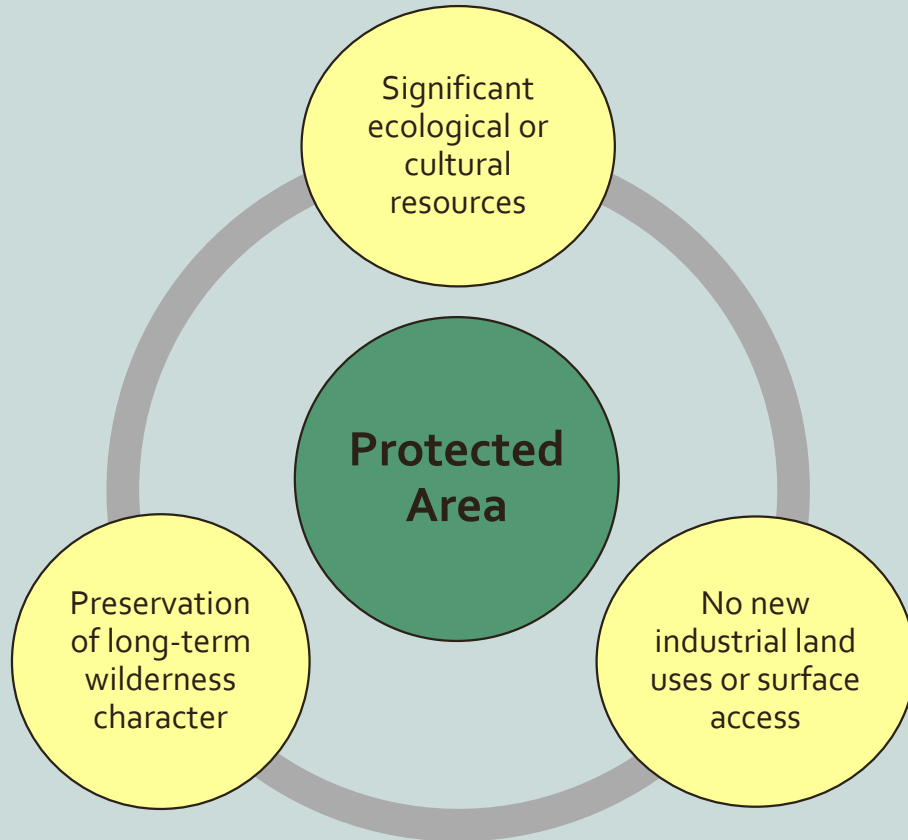 Significant
ecological or
cultural
resources
Protected
Area
Preservation
of long-term
wilderness
character
No new
industrial land
uses or surface
access